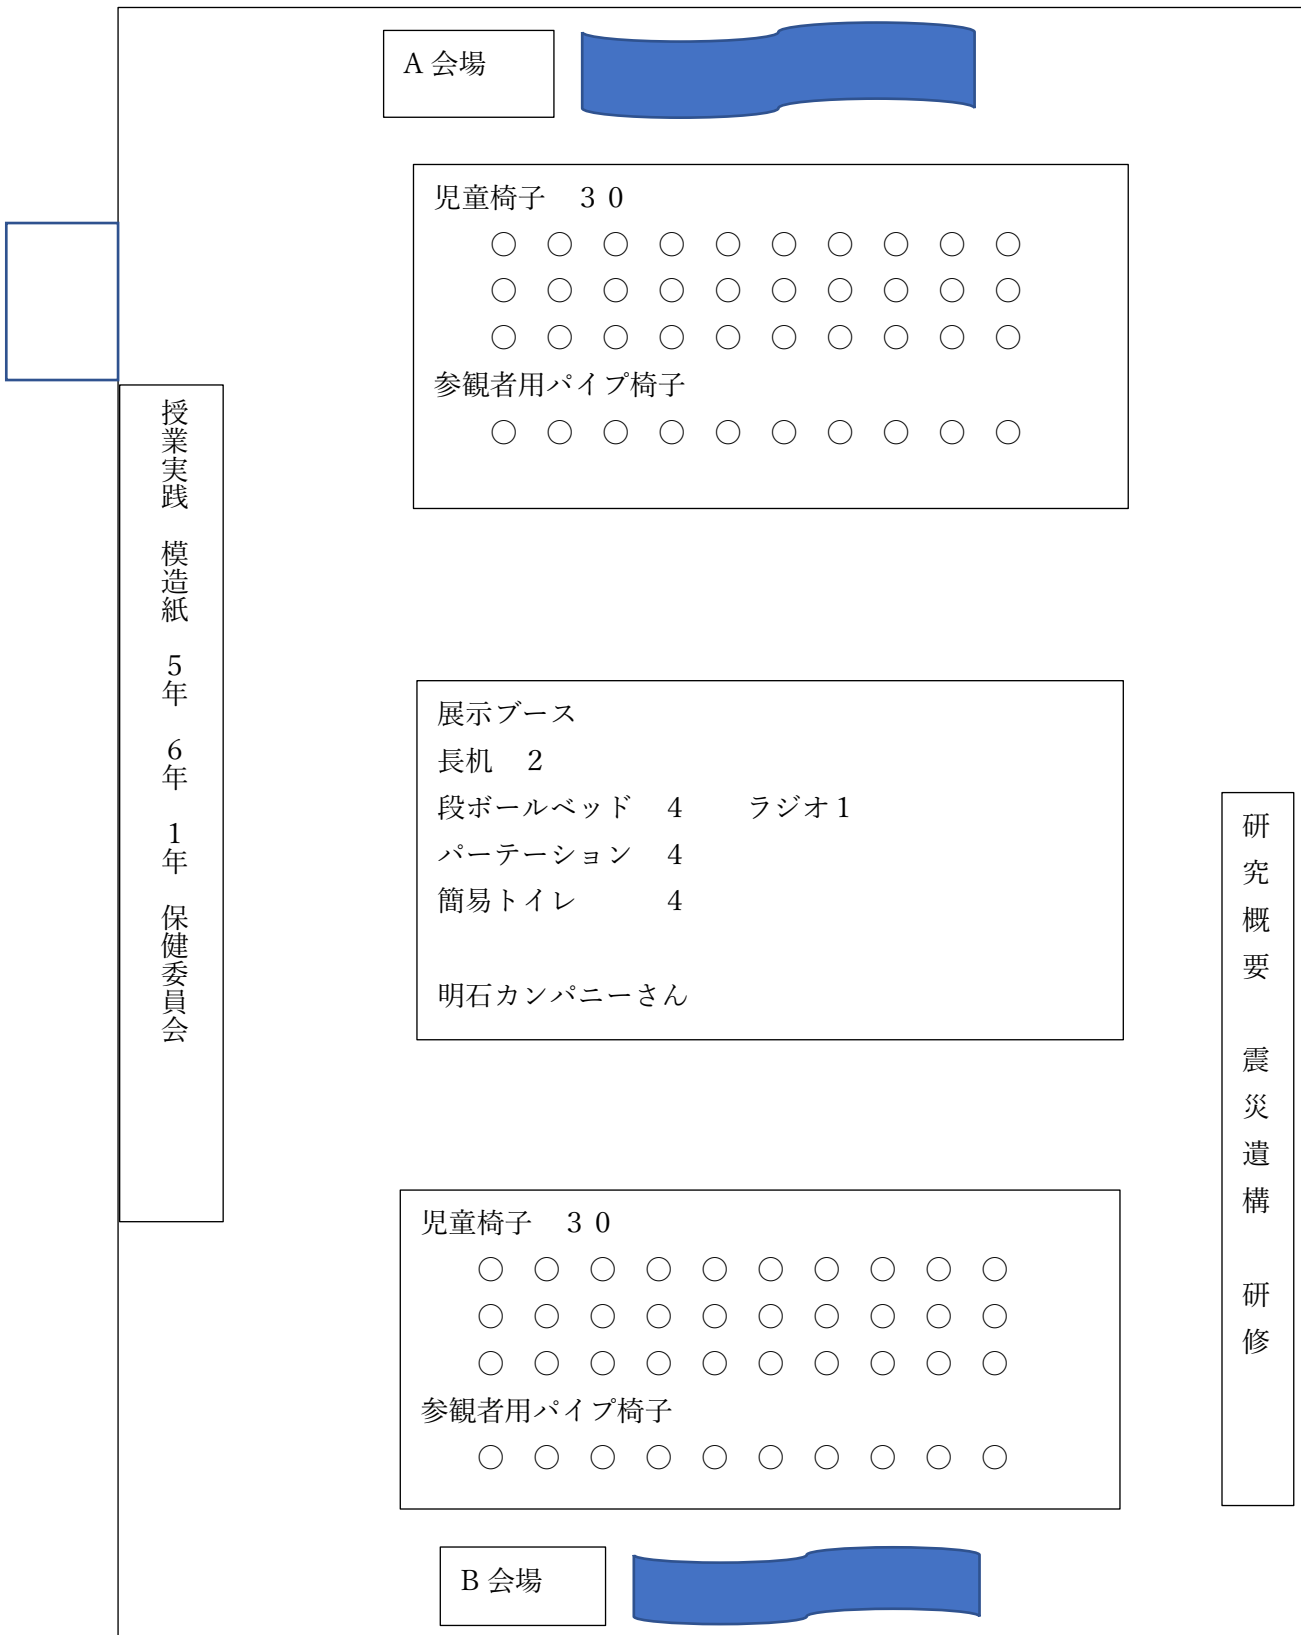 A 会場
児童椅子　３０
〇　〇　〇　〇　〇　〇　〇　〇　〇　〇
〇　〇　〇　〇　〇　〇　〇　〇　〇　〇
〇　〇　〇　〇　〇　〇　〇　〇　〇　〇
参観者用パイプ椅子
〇　〇　〇　〇　〇　〇　〇　〇　〇　〇
授業実践　模造紙　5年　6年　1年　保健委員会
展示ブース
長机　２
段ボールベッド　４　　ラジオ１
パーテーション　４
簡易トイレ　　　４
明石カンパニーさん
研究概要　震災遺構　研修
児童椅子　３０
〇　〇　〇　〇　〇　〇　〇　〇　〇　〇
〇　〇　〇　〇　〇　〇　〇　〇　〇　〇
〇　〇　〇　〇　〇　〇　〇　〇　〇　〇
参観者用パイプ椅子
〇　〇　〇　〇　〇　〇　〇　〇　〇　〇
B 会場